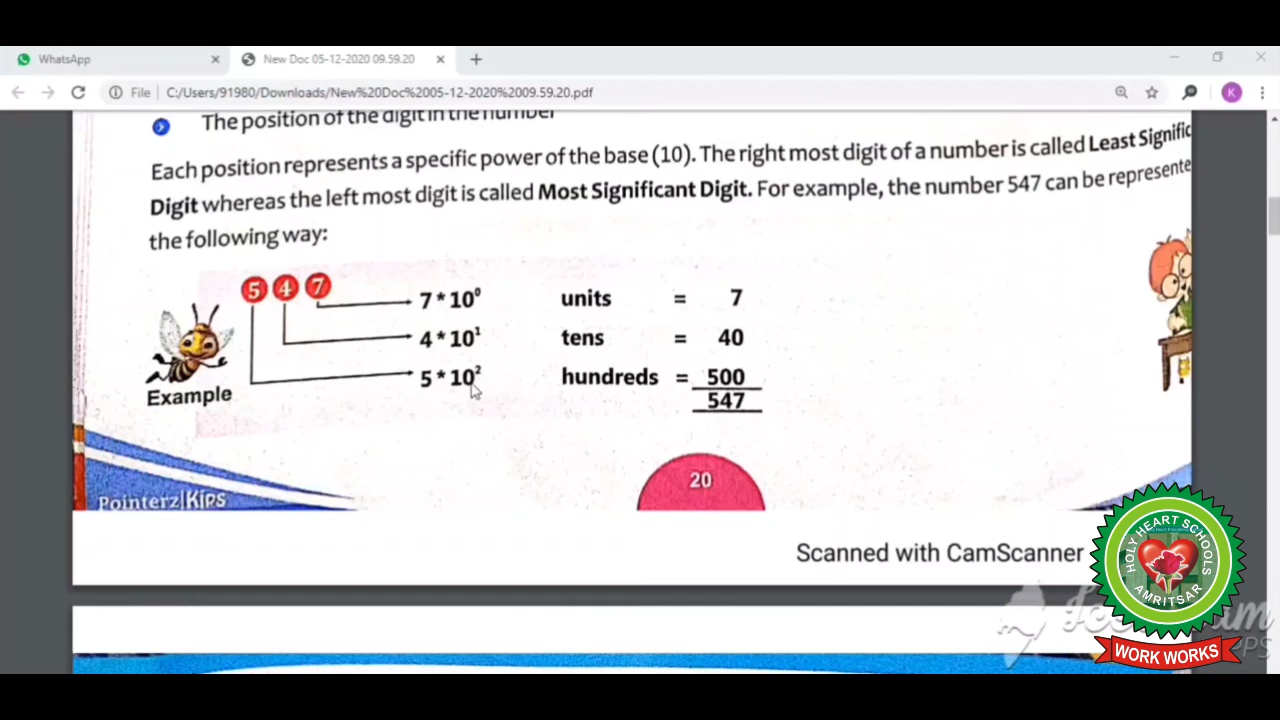 WhatsApp
New Doc 05-12-2020 09.59.20
File
C:/Users/91980/Downloads/New%20Doc%2005-12-2020%2009.59.20.pdf
K
The position of the digit in the number
Each position represents a specific power of the base (10). The right most digit of a number is called Least Signific
Digit whereas the left most digit is called Most Significant Digit. For example, the number 547 can be represente
the following way:
5 4 7
7 * 10⁰ units = 7
4 * 10¹ tens = 40
5 * 10² hundreds = 500
547
Example
20
Pointerz|Kips
Scanned with CamScanner
HOLY HEART SCHOOLS
AMRITSAR
WORK WORKS